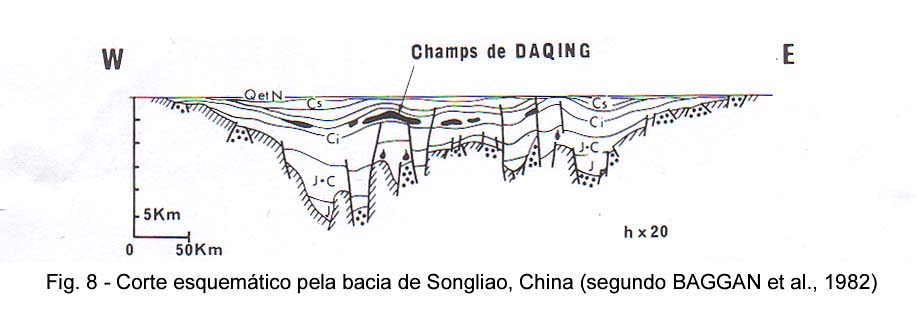 W
Champs de DAQING
E
Q et N
Cs
Cs
Ci
Ci
J•C
J
J•C
J
5Km
0 50Km
h x 20
Fig. 8 - Corte esquemático pela bacia de Songliao, China (segundo BAGGAN et al., 1982)